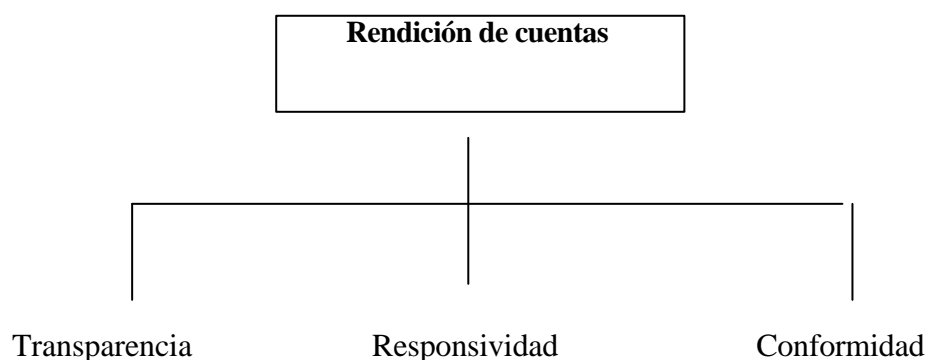 Rendición de cuentas
Transparencia Responsividad Conformidad